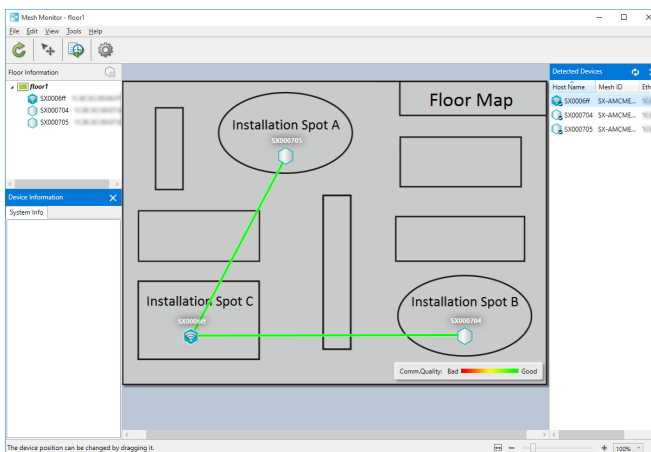 Mesh Monitor - floor1
File Edit View Tools Help
Floor Information
floor1
SX0006ff
SX000704
SX000705
Device Information
System Info
Floor Map
Installation Spot A
SX000705
Installation Spot C
SX0006ff
Installation Spot B
SX000704
Comm.Quality: Bad Good
Detected Devices
Host Name Mesh ID Eth
SX0006ff SX-AMCME...
SX000704 SX-AMCME...
SX000705 SX-AMCME...
The device position can be changed by dragging it.
100%